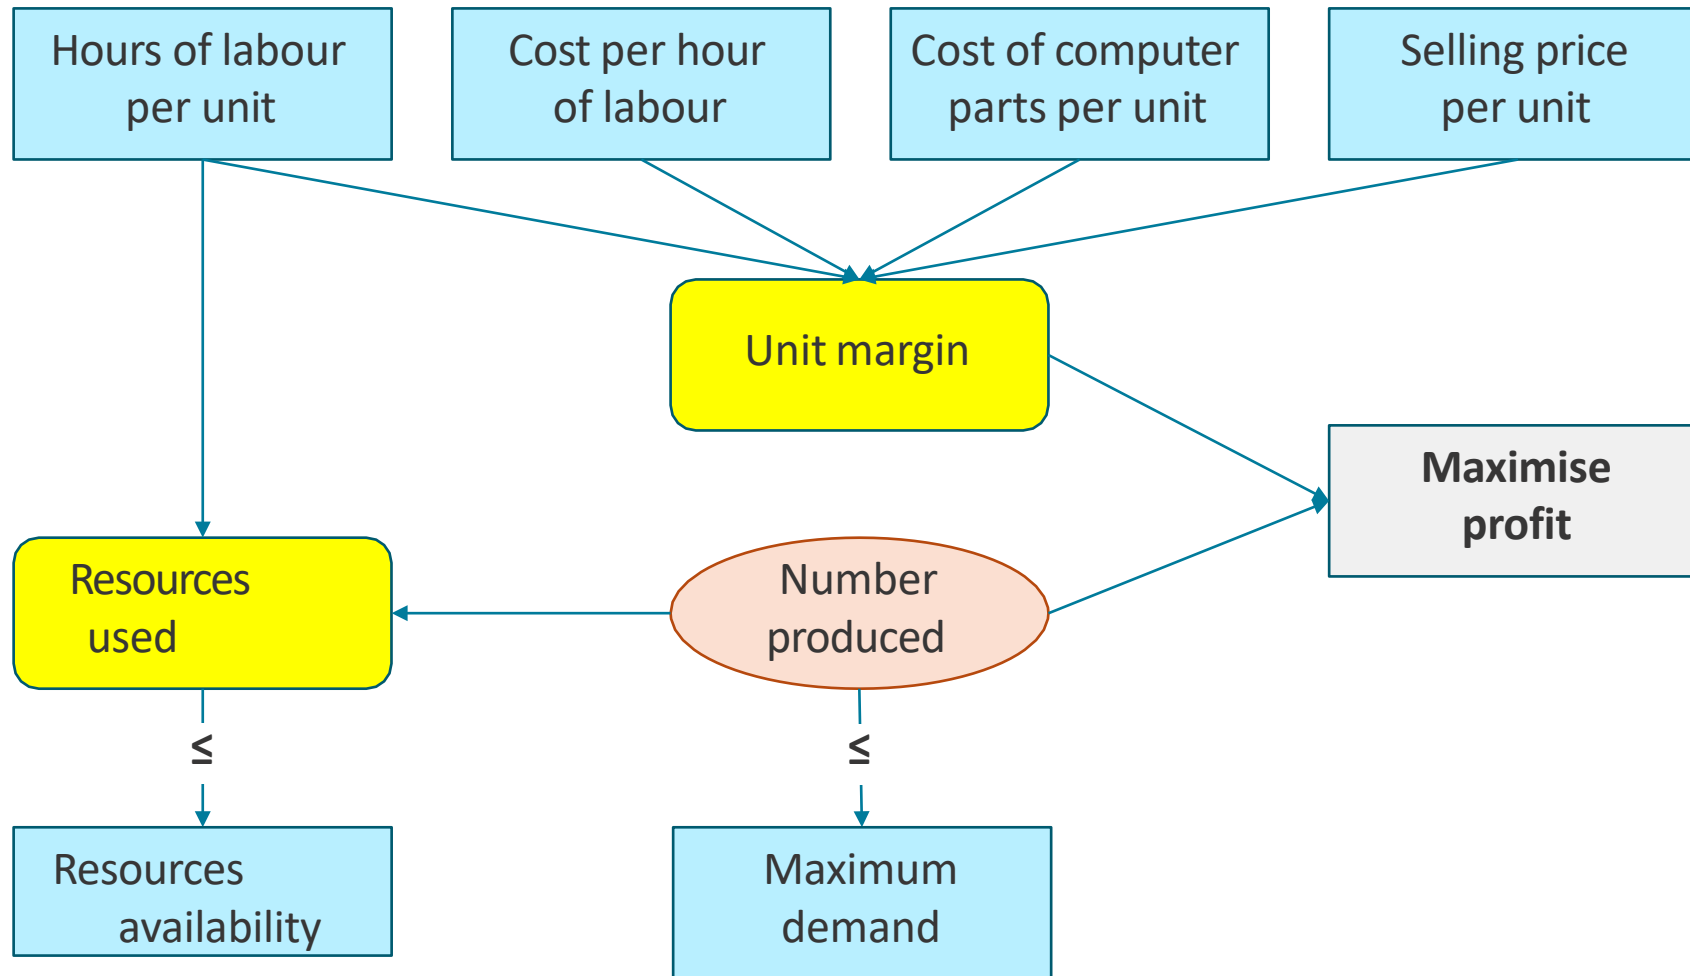 Hours of labour
per unit
Cost per hour
of labour
Cost of computer
parts per unit
Selling price
per unit
Unit margin
Maximise
profit
Resources
used
Number
produced
≤
≤
Resources
availability
Maximum
demand